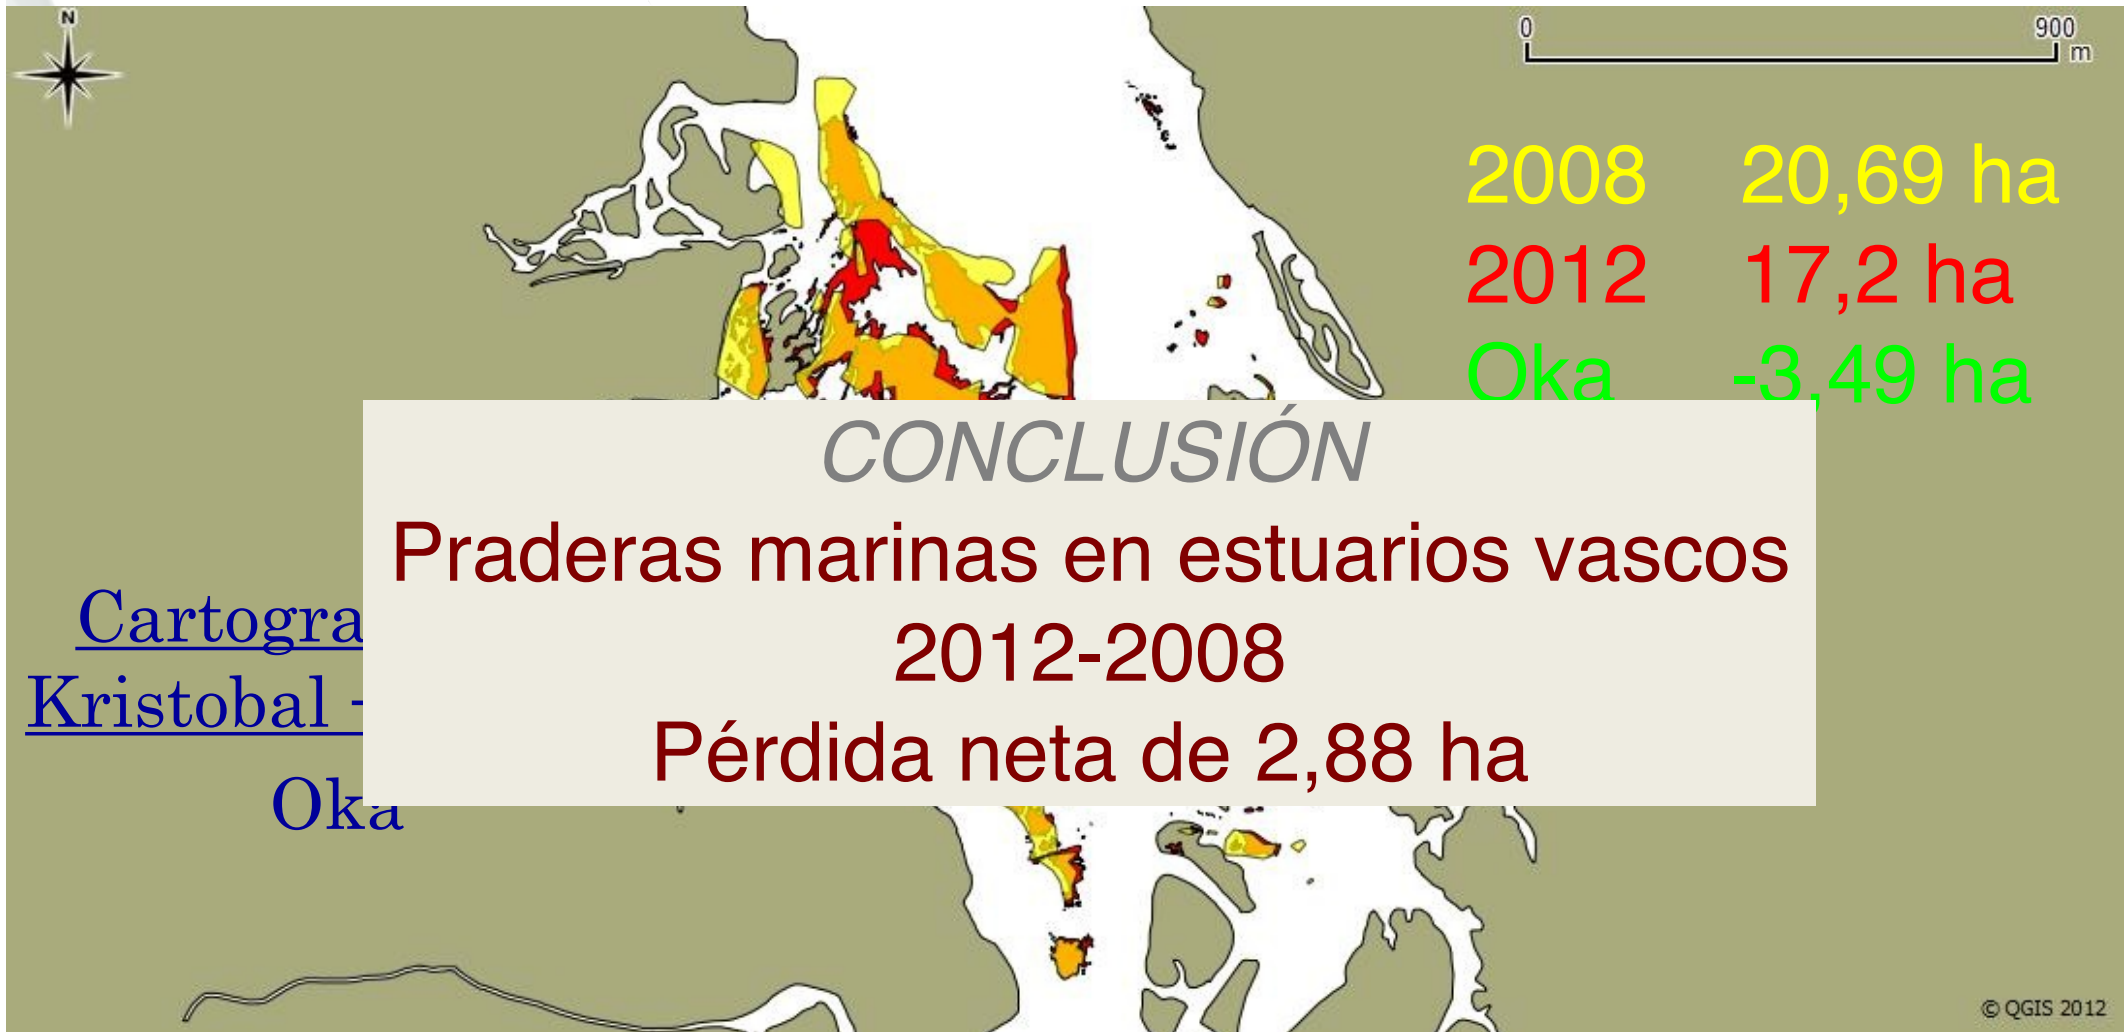 N
0 900
m
2008 20,69 ha
2012 17,2 ha
Oka -3,49 ha
CONCLUSIÓN
Praderas marinas en estuarios vascos
2012-2008
Pérdida neta de 2,88 ha
Kristobal
Oka
© QGIS 2012